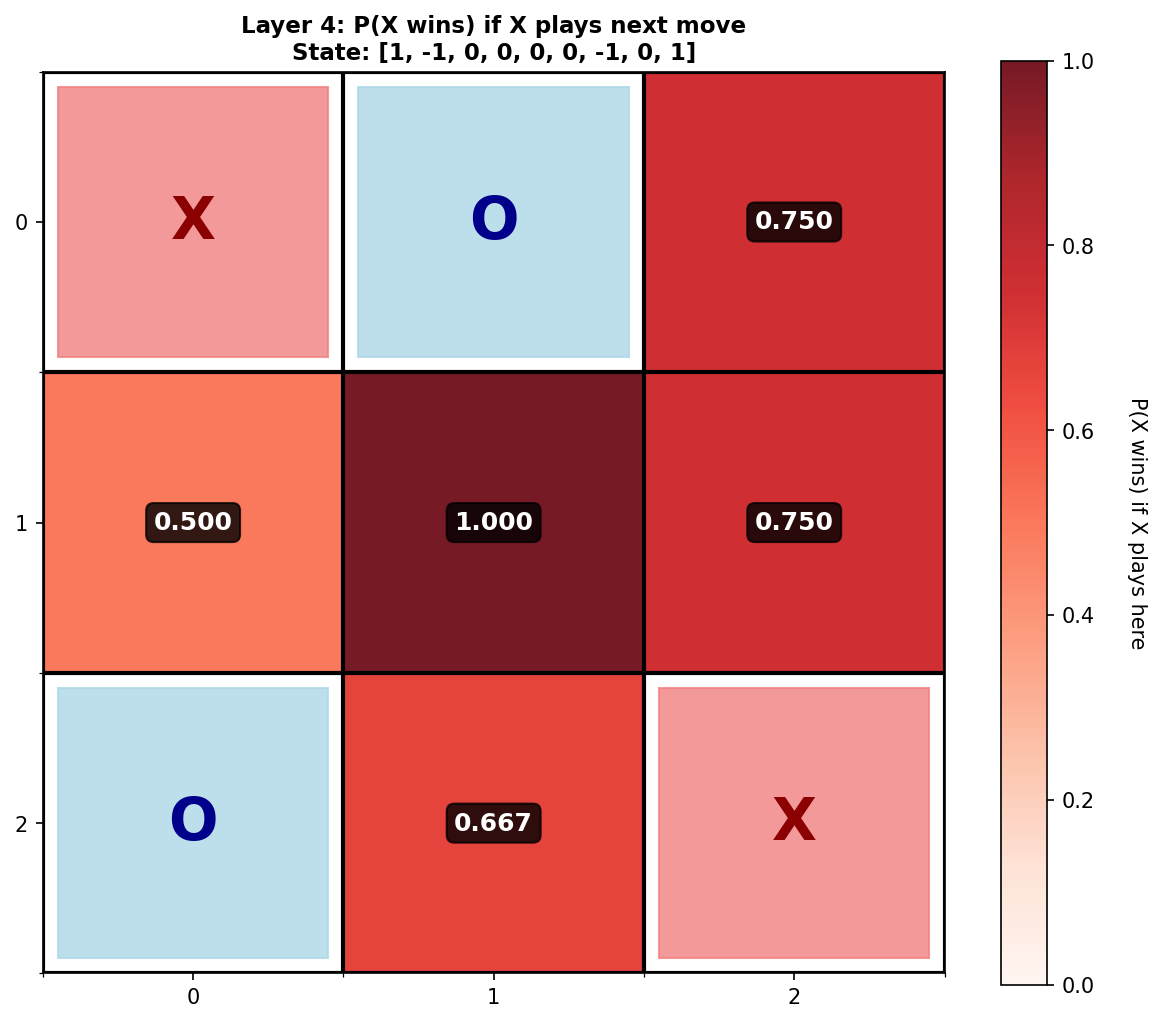 Layer 4: P(X wins) if X plays next move
State: [1, -1, 0, 0, 0, 0, -1, 0, 1]
0
X
O
0.750
1
0.500
1.000
0.750
2
O
0.667
X
0
1
2
1.0
0.8
0.6
0.4
0.2
0.0
P(X wins) if X plays here